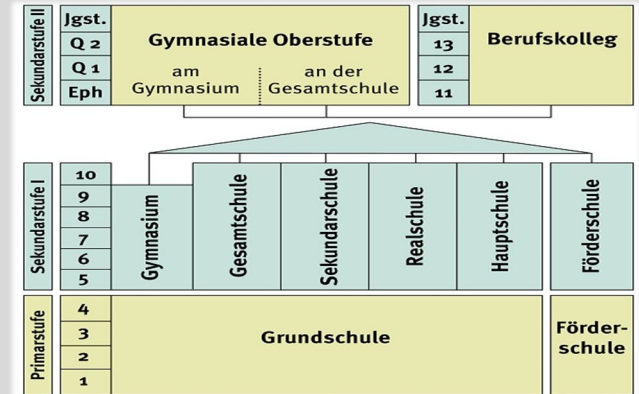 Sekundarstufe II
Jgst.
Q 2
Q 1
Eph
Gymnasiale Oberstufe
am
Gymnasium
an der
Gesamtschule
Jgst.
13
12
11
Berufskolleg
Sekundarstufe I
10
9
8
7
6
5
Gymnasium
Gesamtschule
Sekundarschule
Realschule
Hauptschule
Förderschule
Primarstufe
4
3
2
1
Grundschule
Förder-
schule